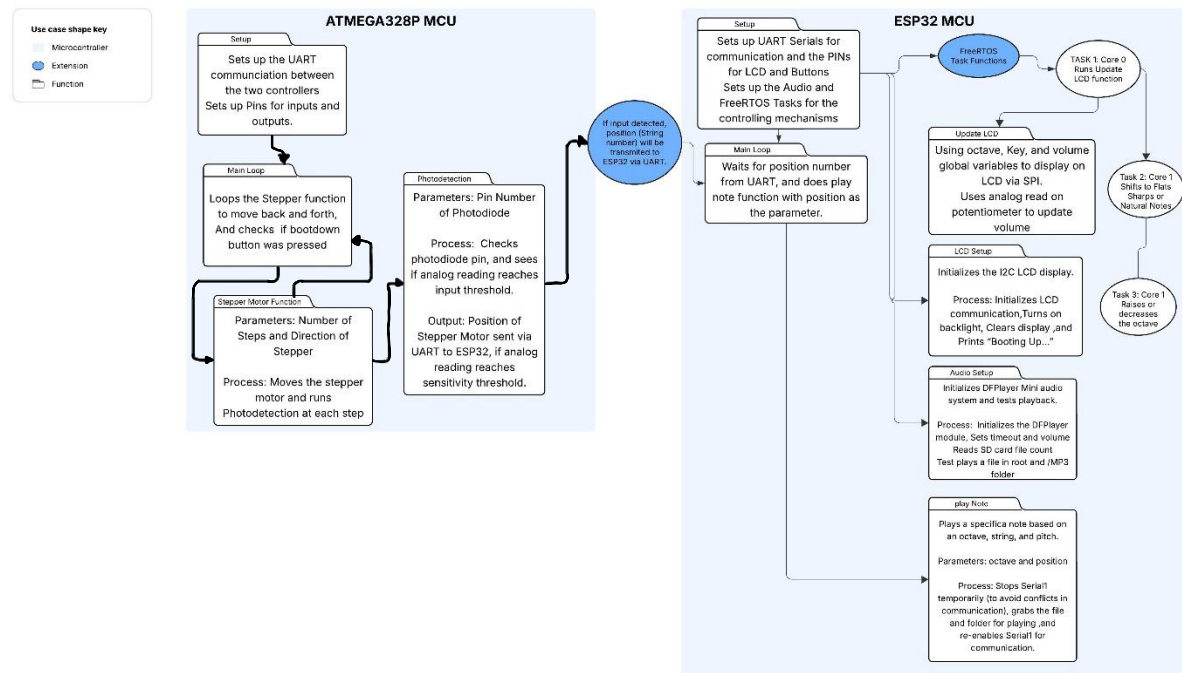 Use case shape key
Microcontroller
Extension
Function
ATMEGA328P MCU
Setup
Sets up the UART
communciation between
the two controllers
Sets up Pins for inputs and
outputs.
Main Loop
Loops the Stepper function
to move back and forth,
And checks if bootdown
button was pressed
Stepper Motor Function
Parameters: Number of
Steps and Direction of
Stepper
Process: Moves the stepper
motor and runs
Photodetection at each step
Photodetection
Parameters: Pin Number
of Photodiode
Process: Checks
photodiode pin, and sees
if analog reading reaches
input threshold.
Output: Position of
Stepper Motor sent via
UART to ESP32, if analog
reading reaches
sensitivity threshold.
If input detected,
position (String
number) will be
transmited to
ESP32 via UART.
ESP32 MCU
Setup
Sets up UART Serials for
communication and the PINs
for LCD and Buttons
Sets up the Audio and
FreeRTOS Tasks for the
controlling mechanisms
Main Loop
Waits for position number
from UART, and does play
note function with position as
the parameter.
FreeRTOS
Task Functions
TASK 1: Core 0
Runs Update
LCD function
Task 2: Core 1
Shifts to Flats
Sharps or
Natural Notes
Task 3: Core 1
Raises or
decreases
the octave
Update LCD
Using octave, Key, and volume
global variables to display on
LCD via SPI.
Uses analog read on
potentiometer to update
volume
LCD Setup
Initializes the I2C LCD display.
Process: Initializes LCD
communication,Turns on
backlight, Clears display ,and
Prints “Booting Up...”
Audio Setup
Initializes DFPlayer Mini audio
system and tests playback.
Process: Initializes the DFPlayer
module, Sets timeout and volume
Reads SD card file count
Test plays a file in root and /MP3
folder
play Note
Plays a specifica note based on
an octave, string, and pitch.
Parameters: octave and position
Process: Stops Serial1
temporarily (to avoid conflicts in
communication), grabs the file
and folder for playing ,and
re-enables Serial1 for
communication.